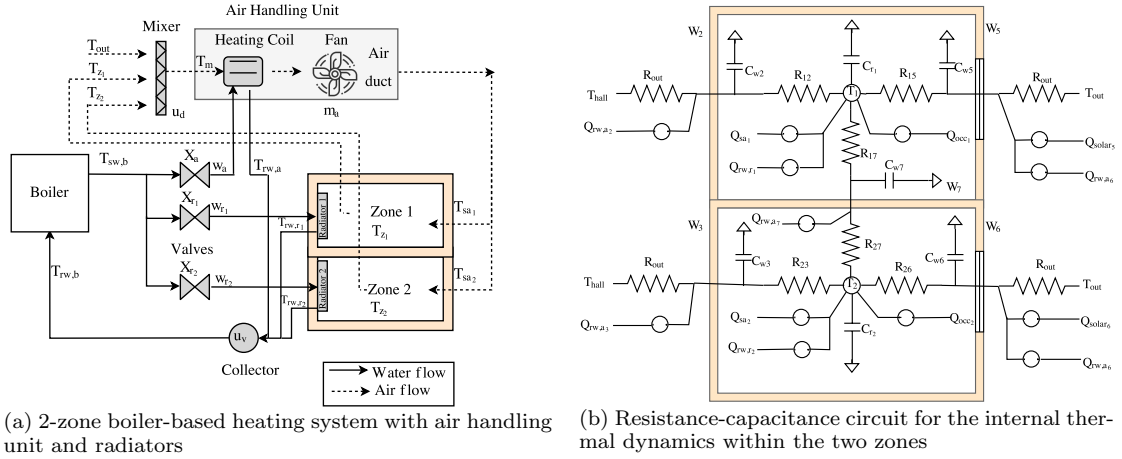 Air Handling Unit
Mixer
Heating Coil
Fan
Air
duct
T_out
T_z1
T_z2
T_m
u_d
m_a
Boiler
T_sw,b
X_a
w_a
T_rw,a
X_r1
w_r1
Valves
X_r2
w_r2
T_rw,b
T_rw,r1
T_rw,r2
Radiator 1
Zone 1
T_z1
T_sa1
Radiator 2
Zone 2
T_z2
T_sa2
u_v
Collector
Water flow
Air flow
(a) 2-zone boiler-based heating system with air handling
unit and radiators
W_2
W_5
C_w2
C_r1
C_w5
R_out
R_12
T_1
R_15
R_out
T_hall
T_out
Q_rw,a2
Q_sa1
Q_occ1
Q_solar5
Q_rw,r1
R_17
Q_rw,a6
C_w7
W_7
W_3
Q_rw,a7
W_6
C_w3
R_27
C_w6
R_out
R_23
R_26
R_out
T_hall
T_2
T_out
Q_rw,a3
Q_sa2
Q_occ2
Q_solar6
Q_rw,r2
C_r2
Q_rw,a6
(b) Resistance-capacitance circuit for the internal ther-
mal dynamics within the two zones